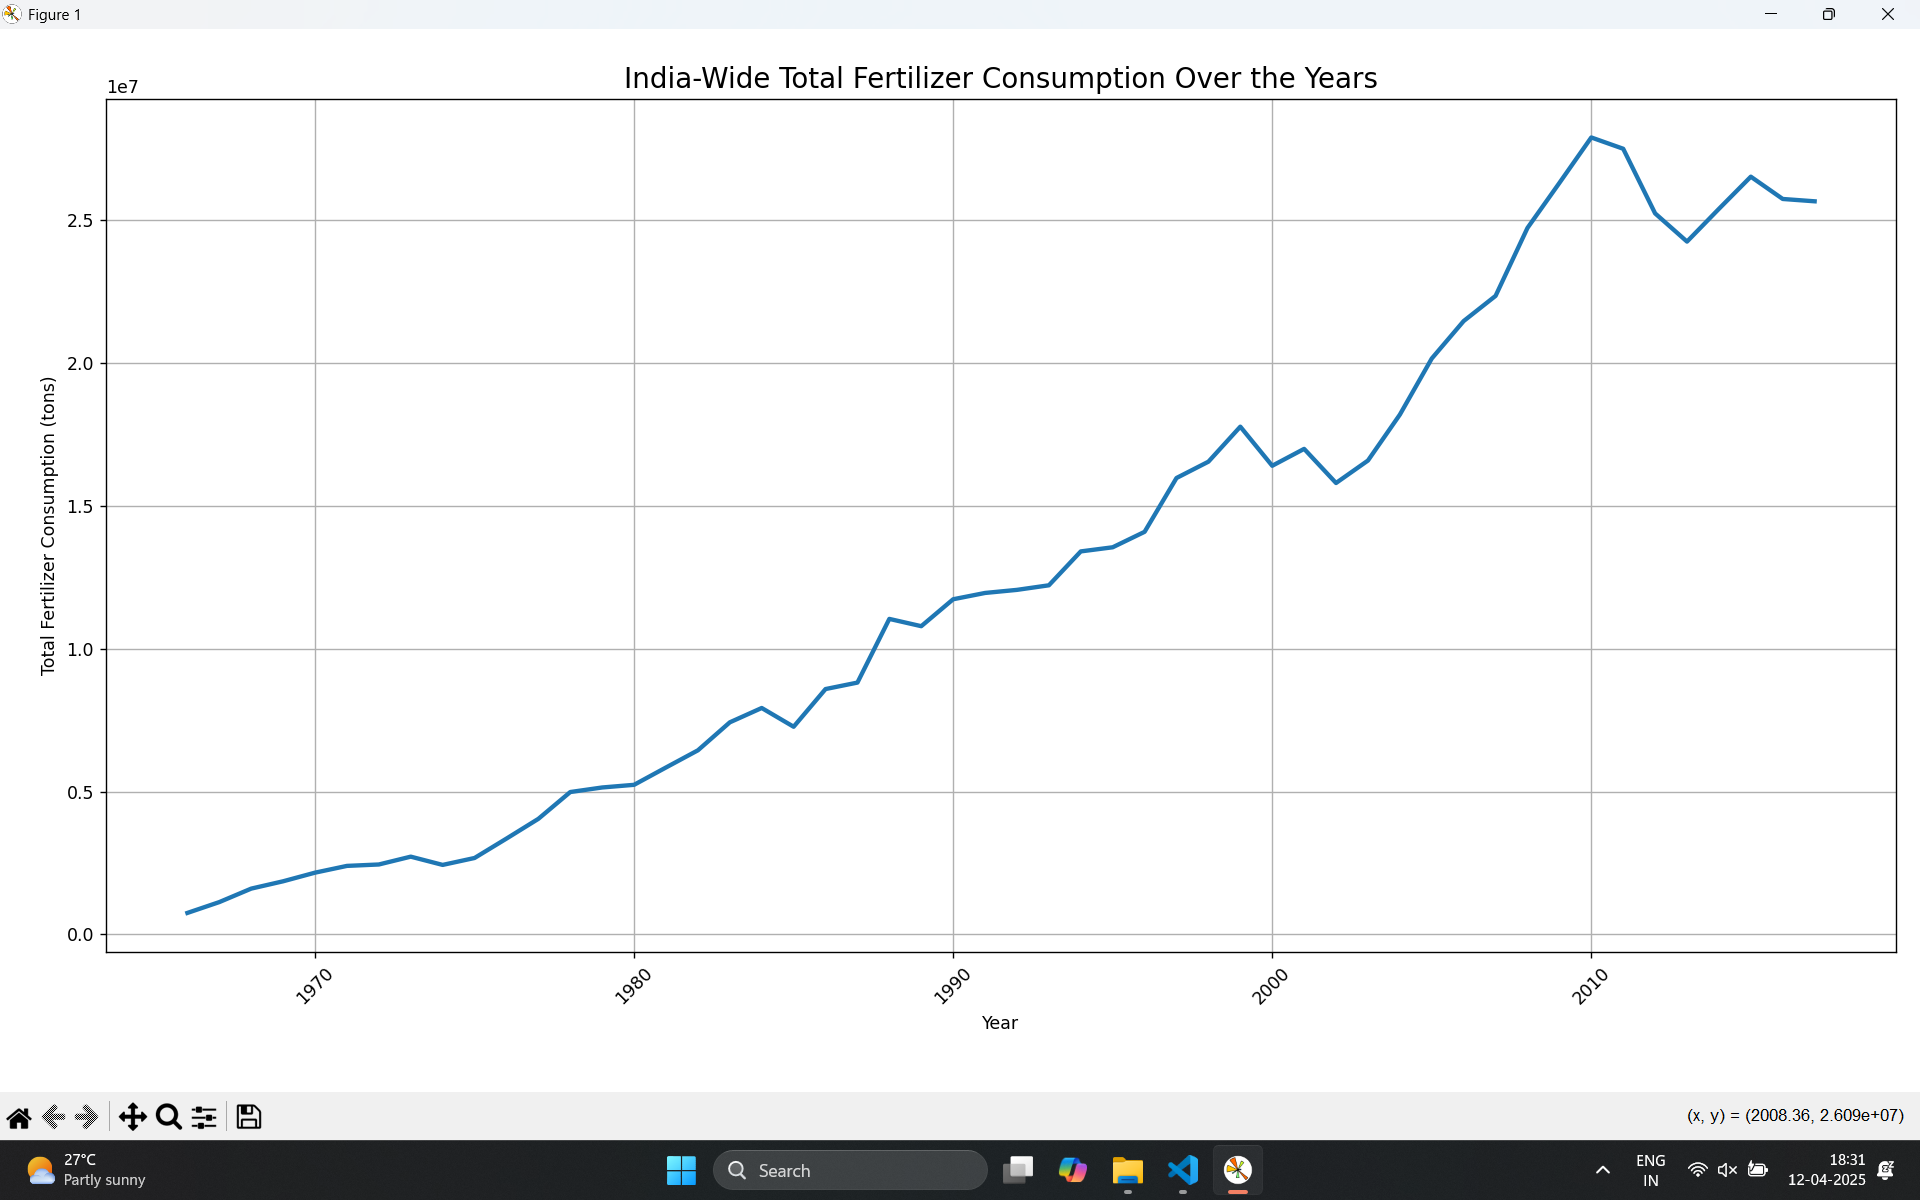 Figure 1
India-Wide Total Fertilizer Consumption Over the Years
1e7
2.5
2.0
1.5
1.0
0.5
0.0
Total Fertilizer Consumption (tons)
1970
1980
1990
2000
2010
Year
(x, y) = (2008.36, 2.609e+07)
27°C
Partly sunny
Search
ENG
IN
18:31
12-04-2025